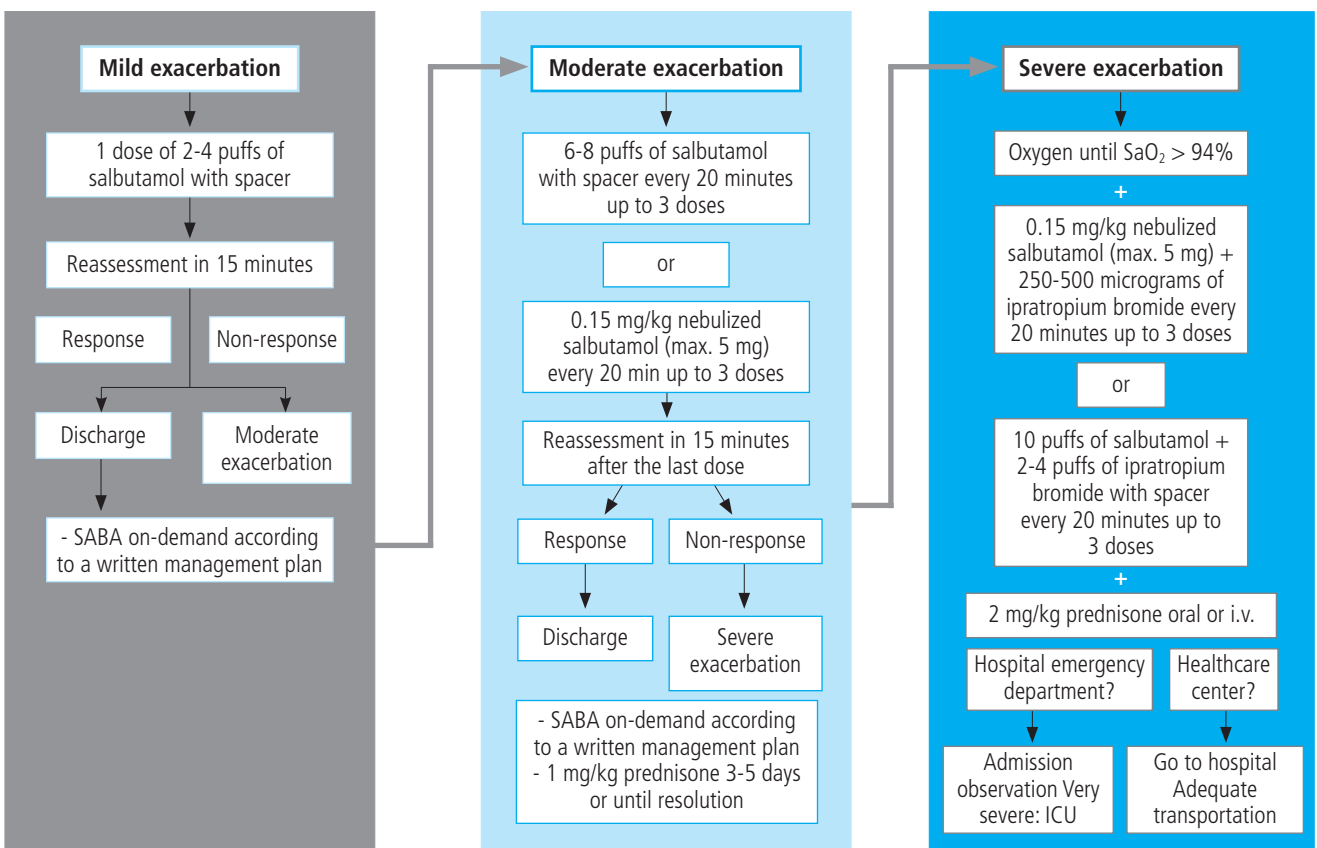 Mild exacerbation
1 dose of 2-4 puffs of
salbutamol with spacer
Reassessment in 15 minutes
Response
Non-response
Discharge
Moderate
exacerbation
- SABA on-demand according
to a written management plan
Moderate exacerbation
6-8 puffs of salbutamol
with spacer every 20 minutes
up to 3 doses
or
0.15 mg/kg nebulized
salbutamol (max. 5 mg)
every 20 min up to 3 doses
Reassessment in 15 minutes
after the last dose
Response
Non-response
Discharge
Severe
exacerbation
- SABA on-demand according
to a written management plan
- 1 mg/kg prednisone 3-5 days
or until resolution
Severe exacerbation
Oxygen until SaO₂ > 94%
+
0.15 mg/kg nebulized
salbutamol (max. 5 mg) +
250-500 micrograms of
ipratropium bromide every
20 minutes up to 3 doses
or
10 puffs of salbutamol +
2-4 puffs of ipratropium
bromide with spacer
every 20 minutes up to
3 doses
+
2 mg/kg prednisone oral or i.v.
Hospital emergency
department?
Healthcare
center?
Admission
observation Very
severe: ICU
Go to hospital
Adequate
transportation